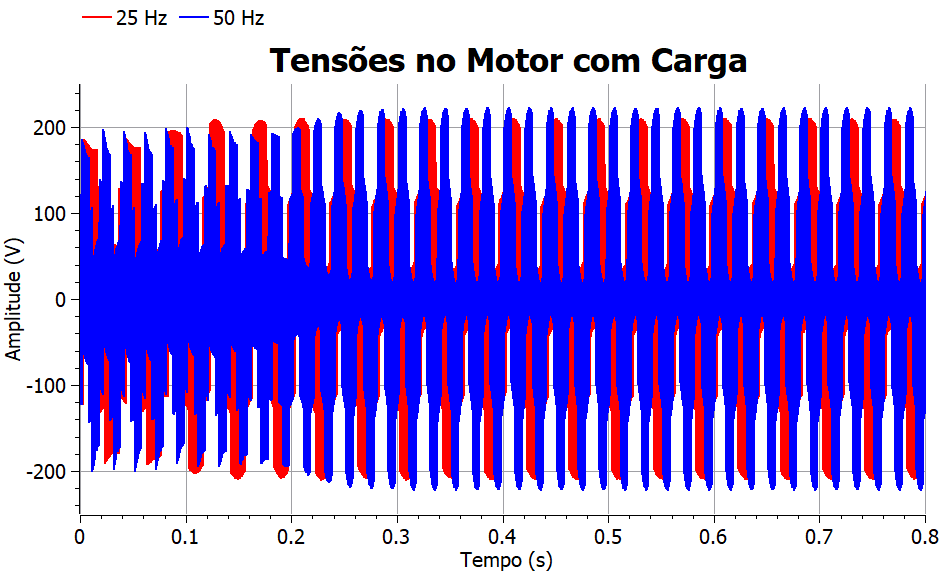 25 Hz 50 Hz
Tensões no Motor com Carga
Amplitude (V)
200
100
0
-100
-200
0 0.1 0.2 0.3 0.4 0.5 0.6 0.7 0.8
Tempo (s)